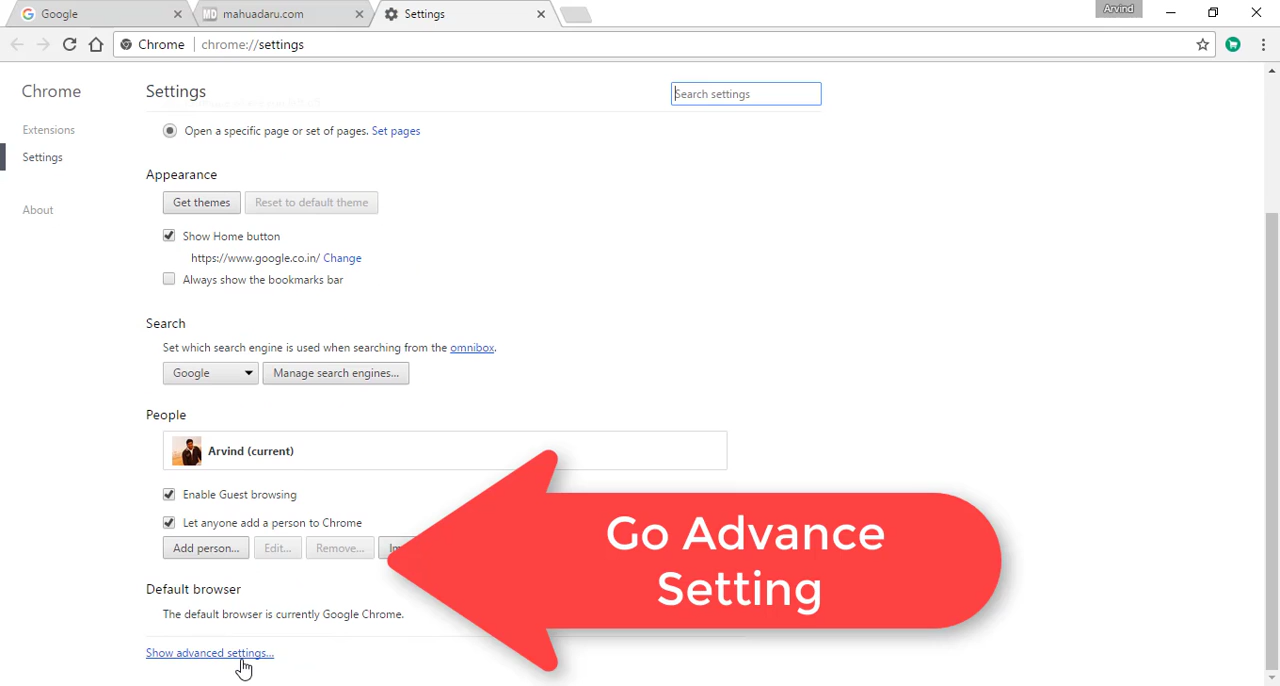 Google
MD mahuadaru.com
Settings
Arvind
Chrome chrome://settings
Chrome
Extensions
Settings
About
Settings
Search settings
Open a specific page or set of pages. Set pages
Appearance
Get themes
Reset to default theme
Show Home button
https://www.google.co.in/ Change
Always show the bookmarks bar
Search
Set which search engine is used when searching from the omnibox.
Google
Manage search engines...
People
Arvind (current)
Enable Guest browsing
Let anyone add a person to Chrome
Add person...
Edit...
Remove...
Go Advance
Setting
Default browser
The default browser is currently Google Chrome.
Show advanced settings...